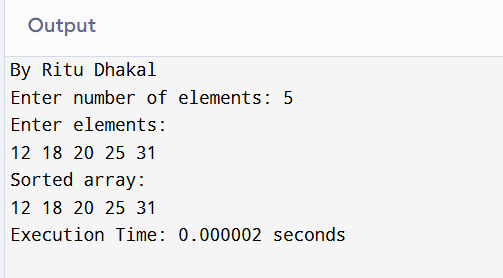 Output
By Ritu Dhakal
Enter number of elements: 5
Enter elements:
12 18 20 25 31
Sorted array:
12 18 20 25 31
Execution Time: 0.000002 seconds